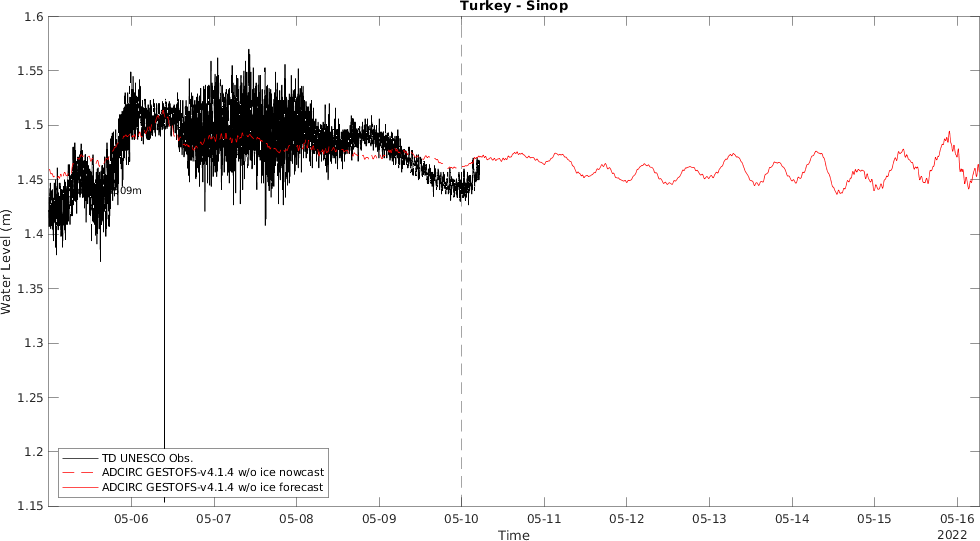 Turkey - Sinop
1.6
1.55
1.5
1.45
1.4
1.35
1.3
1.25
1.2
1.15
Water Level (m)
09m
TD UNESCO Obs.
ADCIRC GESTOFS-v4.1.4 w/o ice nowcast
ADCIRC GESTOFS-v4.1.4 w/o ice forecast
05-06 05-07 05-08 05-09 05-10 05-11 05-12 05-13 05-14 05-15 05-16
Time
2022